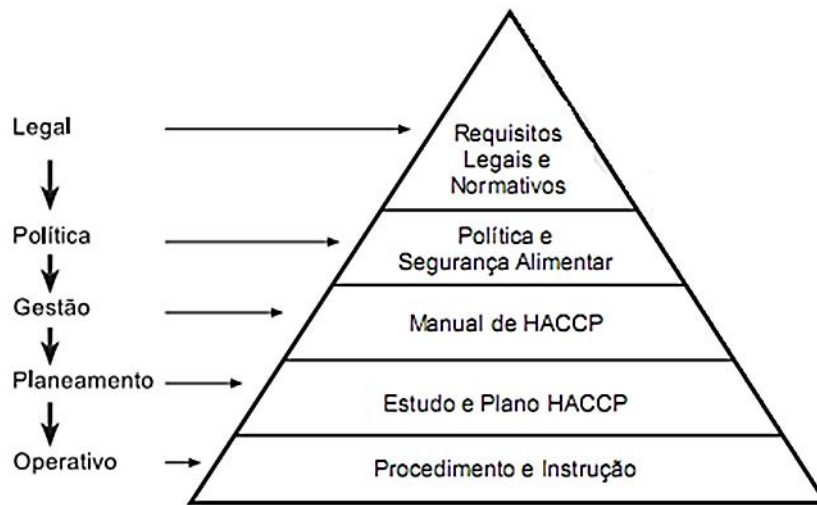 Legal
Requisitos
Legais e
Normativos
Política
Política e
Segurança Alimentar
Gestão
Manual de HACCP
Planeamento
Estudo e Plano HACCP
Operativo
Procedimento e Instrução